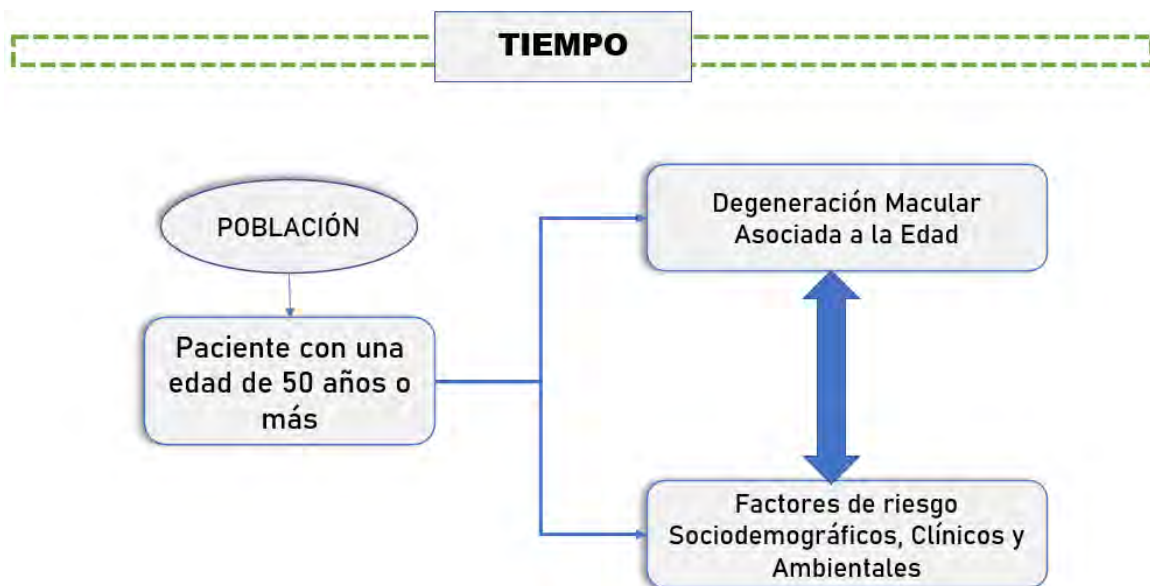 TIEMPO
POBLACIÓN
Paciente con una
edad de 50 años o
más
Degeneración Macular
Asociada a la Edad
Factores de riesgo
Sociodemográficos, Clínicos y
Ambientales